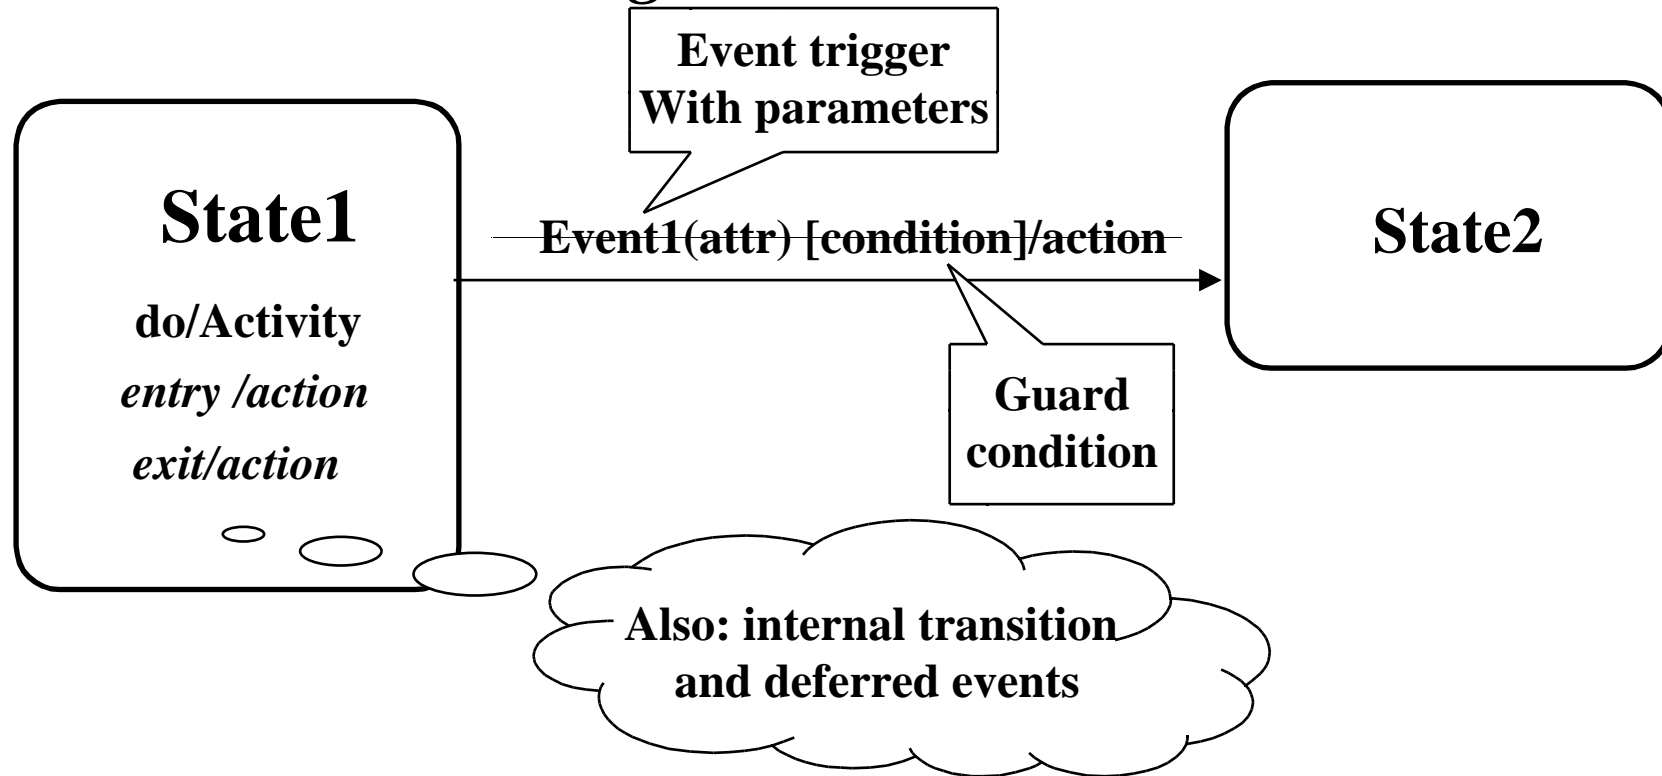 Event trigger
With parameters
State1
Event1(attr) [condition]/action
State2
do/Activity
entry /action
exit/action
Guard
condition
Also: internal transition
and deferred events